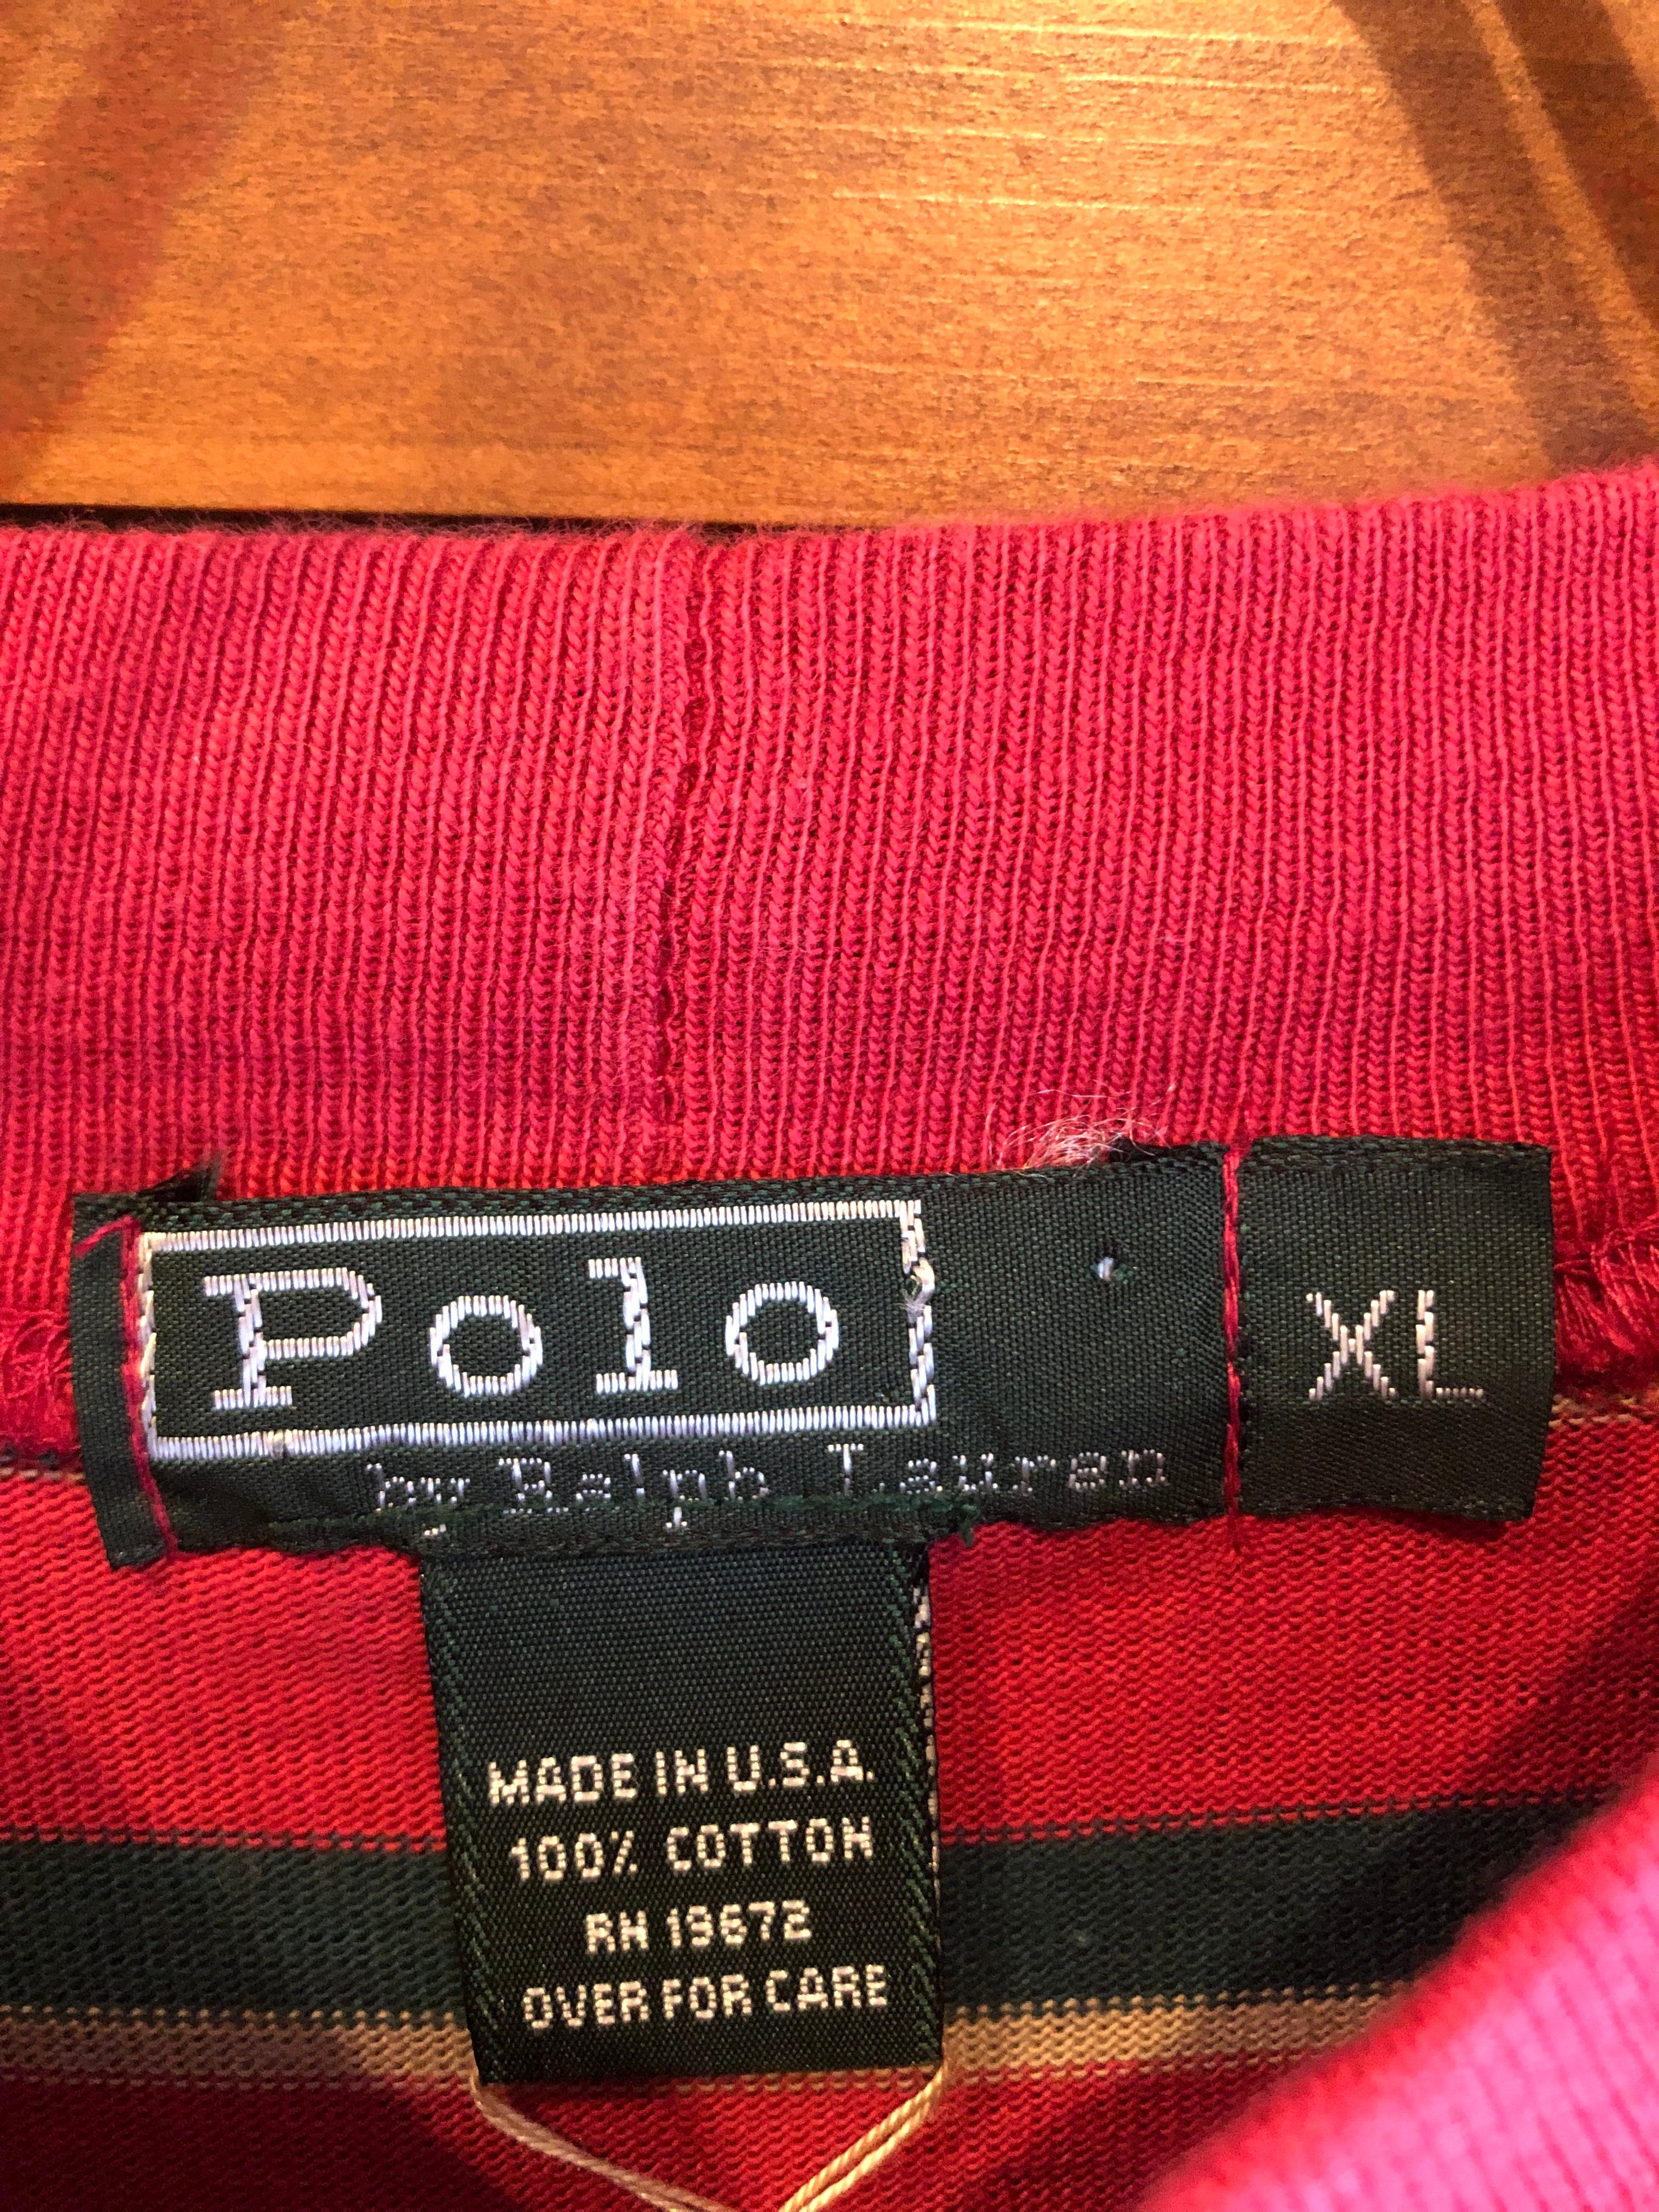 Polo
by Ralph Lauren
XL
MADE IN U.S.A.
100% COTTON
RN 19672
OVER FOR CARE